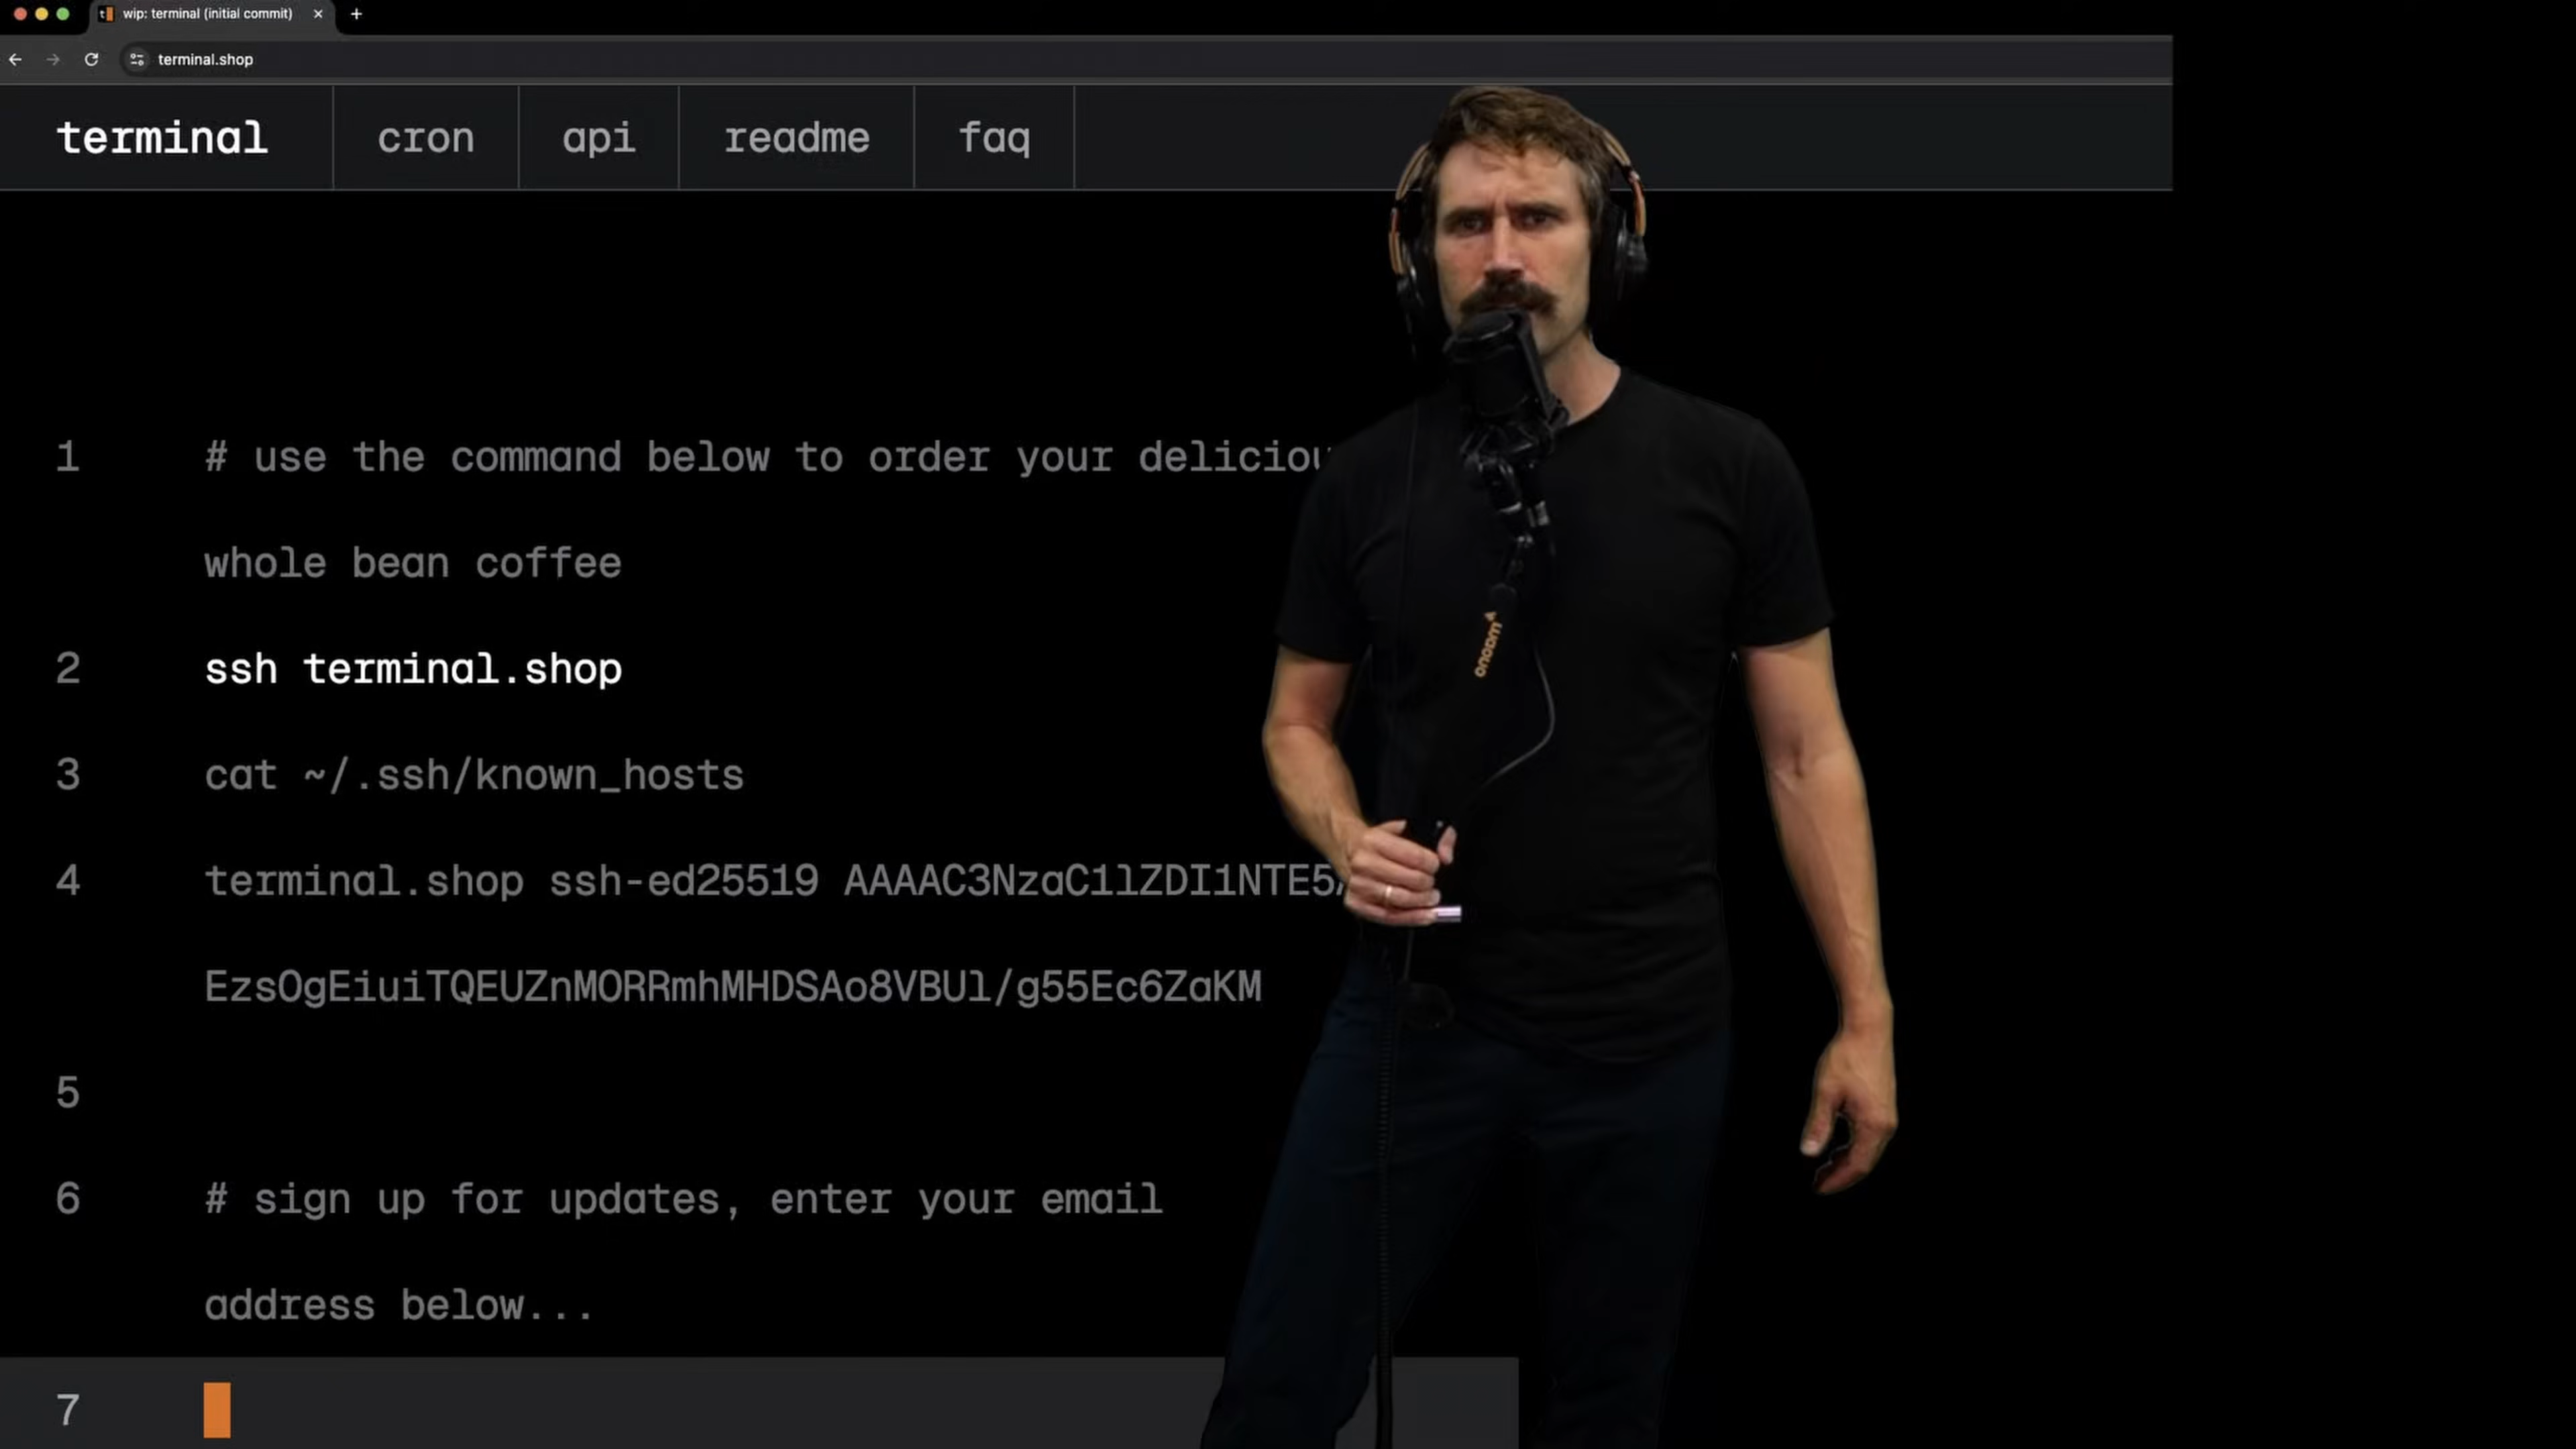 wip: terminal (initial commit)
terminal.shop
terminal cron api readme faq
1 # use the command below to order your
whole bean coffee
2 ssh terminal.shop
3 cat ~/.ssh/known_hosts
4 terminal.shop ssh-ed25519 AAAAC3NzaC1lZDI1NTE5
EzsOgEiuiTQEUZnMORRmhMHDSAo8VBUl/g55Ec6ZaKM
5
6 # sign up for updates, enter your email
address below...
7